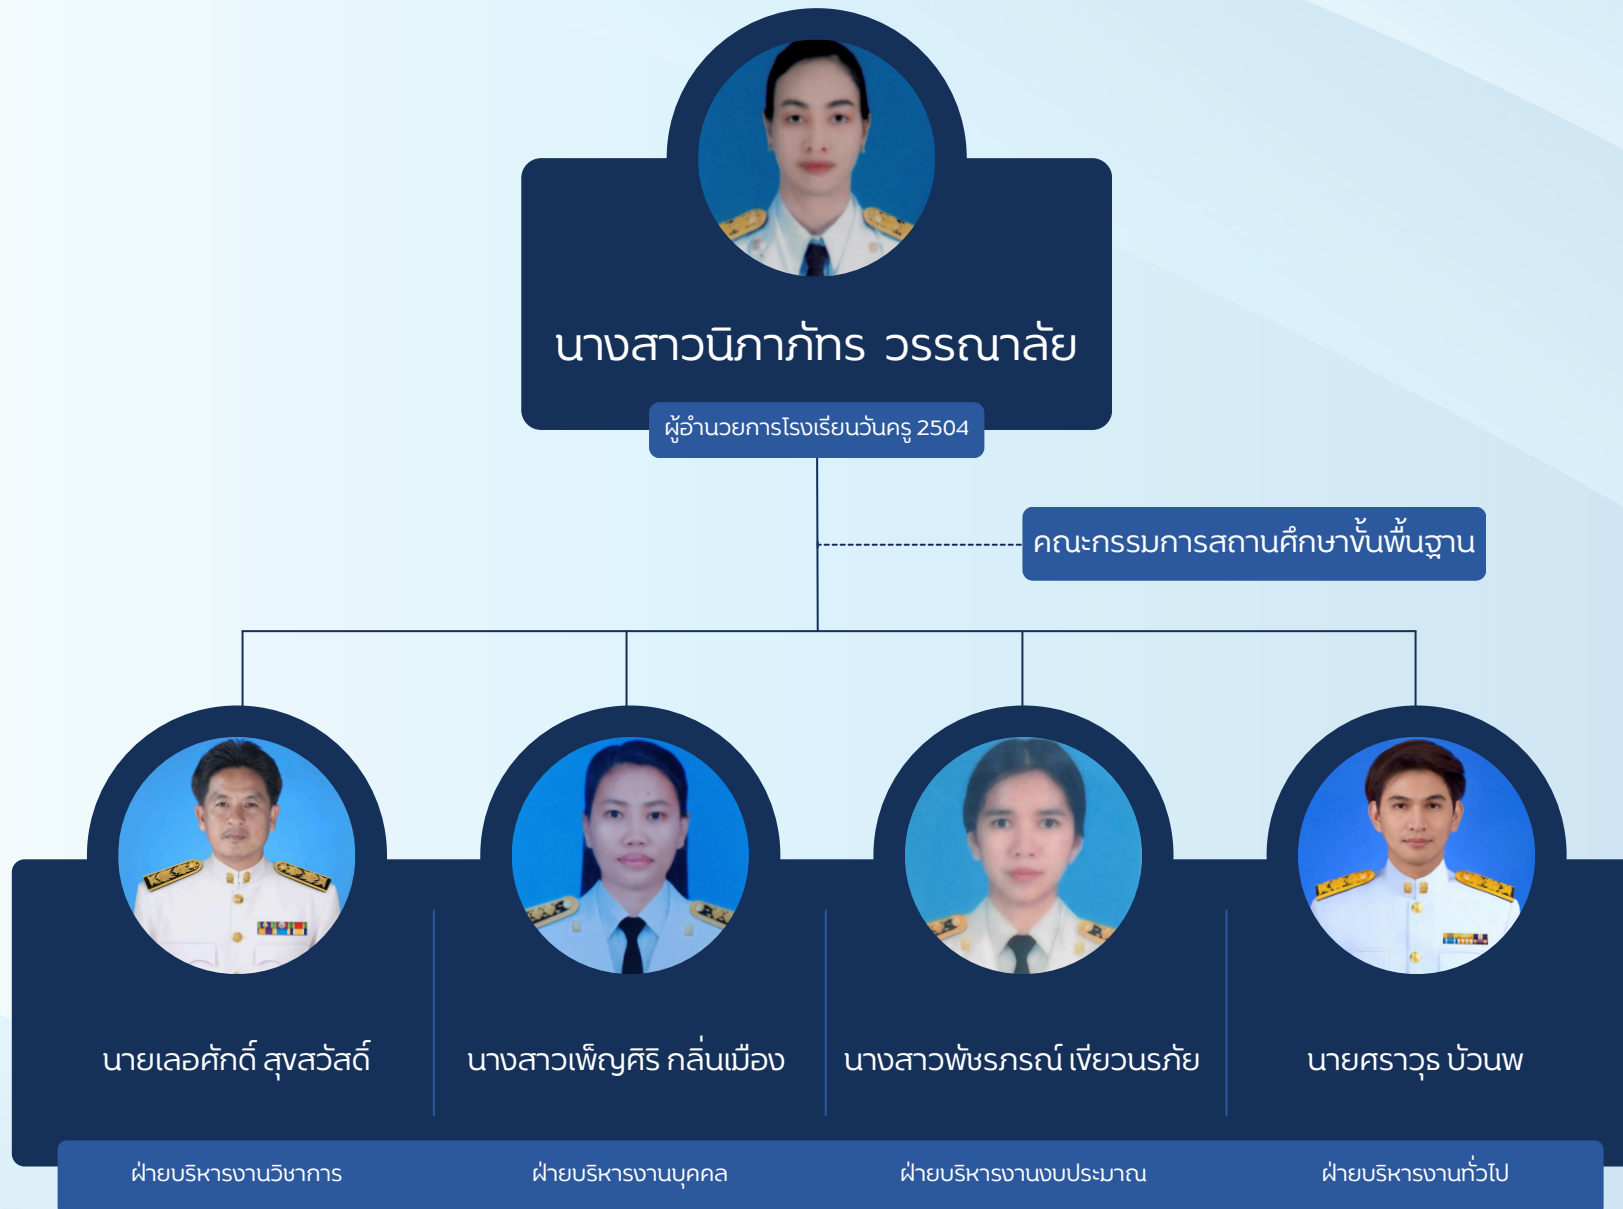 นางสาวนิภาภัทร วรรณาลัย
ผู้อำนวยการโรงเรียนวันครู 2504
คณะกรรมการสถานศึกษาขั้นพื้นฐาน
นายเลอศักดิ์ สุขสวัสดิ์
นางสาวเพ็ญศิริ กลิ่นเมือง
นางสาวพัชรภรณ์ เขียวนรภัย
นายศราวุธ บัวนพ
ฝ่ายบริหารงานวิชาการ
ฝ่ายบริหารงานบุคคล
ฝ่ายบริหารงานงบประมาณ
ฝ่ายบริหารงานทั่วไป